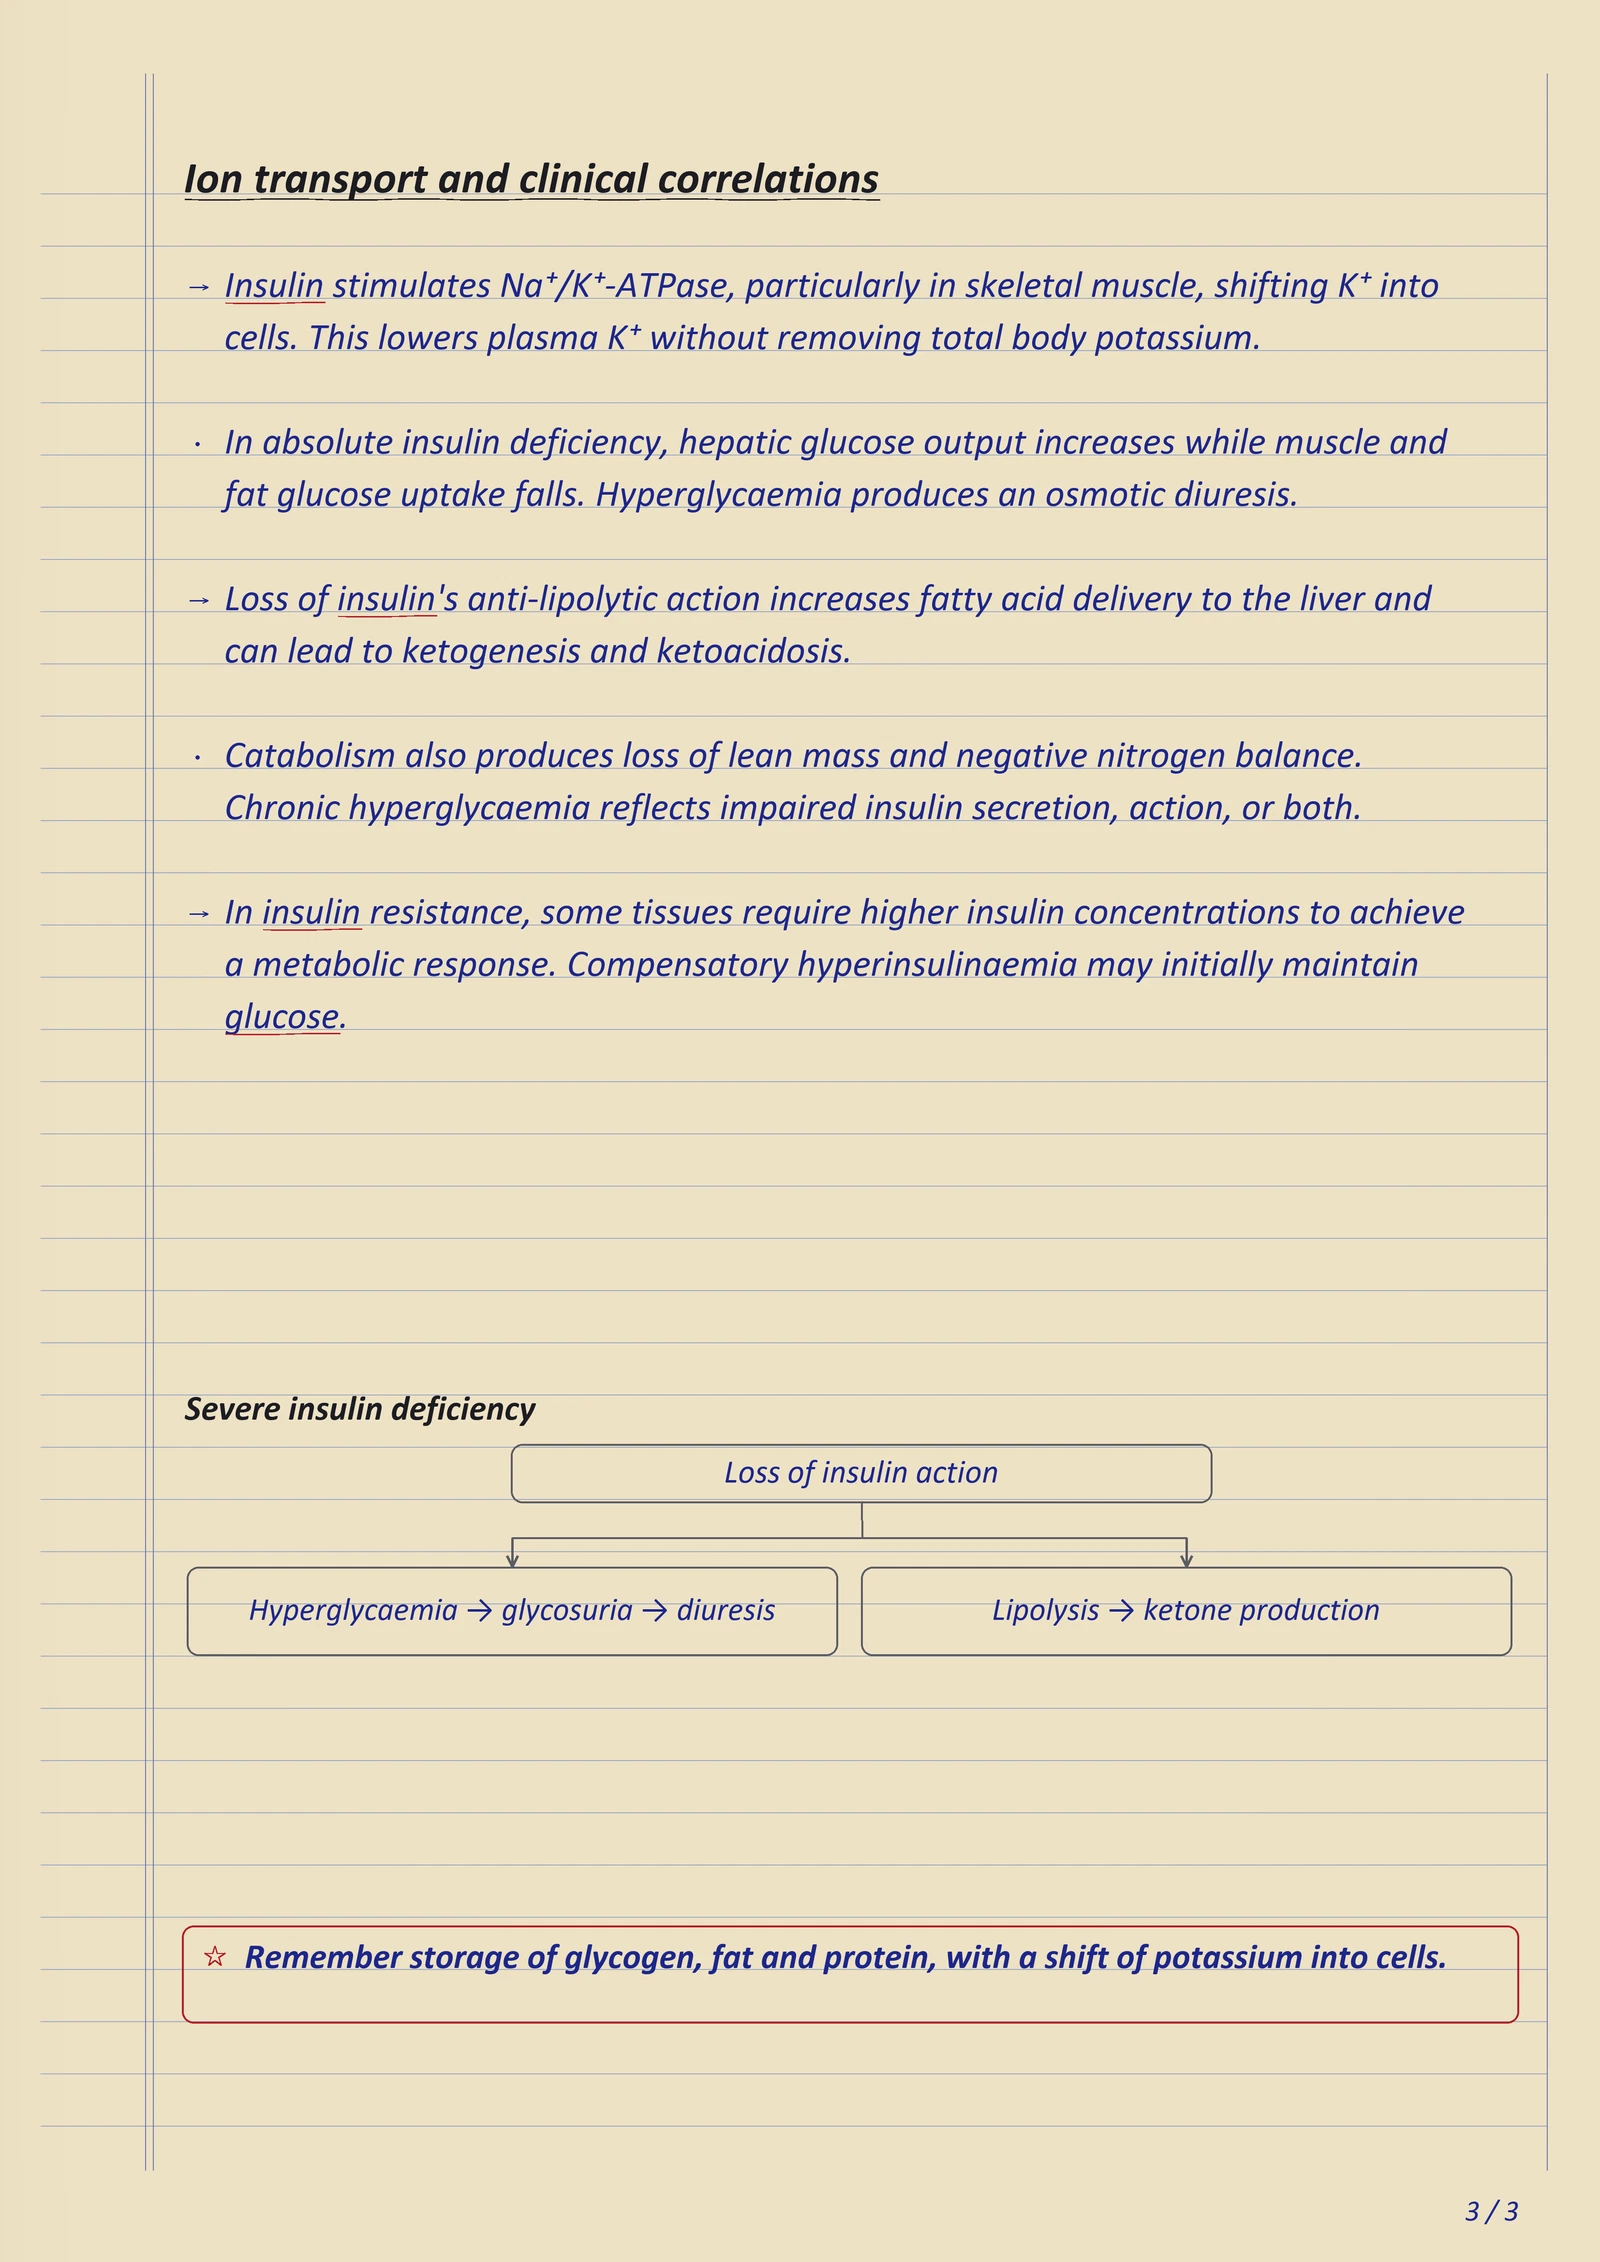 Ion transport and clinical correlations
→ Insulin stimulates Na⁺/K⁺-ATPase, particularly in skeletal muscle, shifting K⁺ into
cells. This lowers plasma K⁺ without removing total body potassium.
· In absolute insulin deficiency, hepatic glucose output increases while muscle and
fat glucose uptake falls. Hyperglycaemia produces an osmotic diuresis.
→ Loss of insulin's anti-lipolytic action increases fatty acid delivery to the liver and
can lead to ketogenesis and ketoacidosis.
· Catabolism also produces loss of lean mass and negative nitrogen balance.
Chronic hyperglycaemia reflects impaired insulin secretion, action, or both.
→ In insulin resistance, some tissues require higher insulin concentrations to achieve
a metabolic response. Compensatory hyperinsulinaemia may initially maintain
glucose.
Severe insulin deficiency
Loss of insulin action
Hyperglycaemia → glycosuria → diuresis
Lipolysis → ketone production
☆ Remember storage of glycogen, fat and protein, with a shift of potassium into cells.
3 / 3